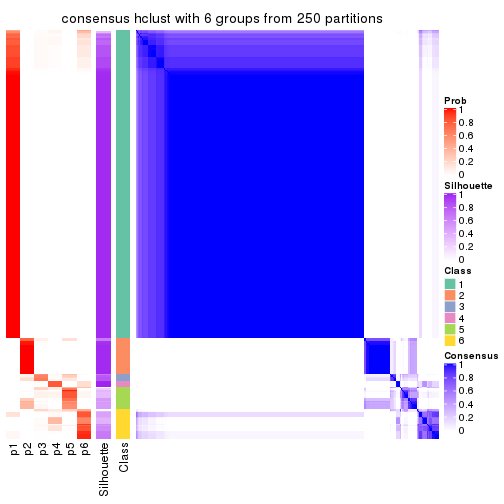 consensus hclust with 6 groups from 250 partitions
Prob
1
0.8
0.6
0.4
0.2
0
Silhouette
1
0.8
0.6
0.4
0.2
0
Class
1
2
3
4
5
6
Consensus
1
0.8
0.6
0.4
0.2
0
p1
p2
p3
p4
p5
p6
Silhouette
Class